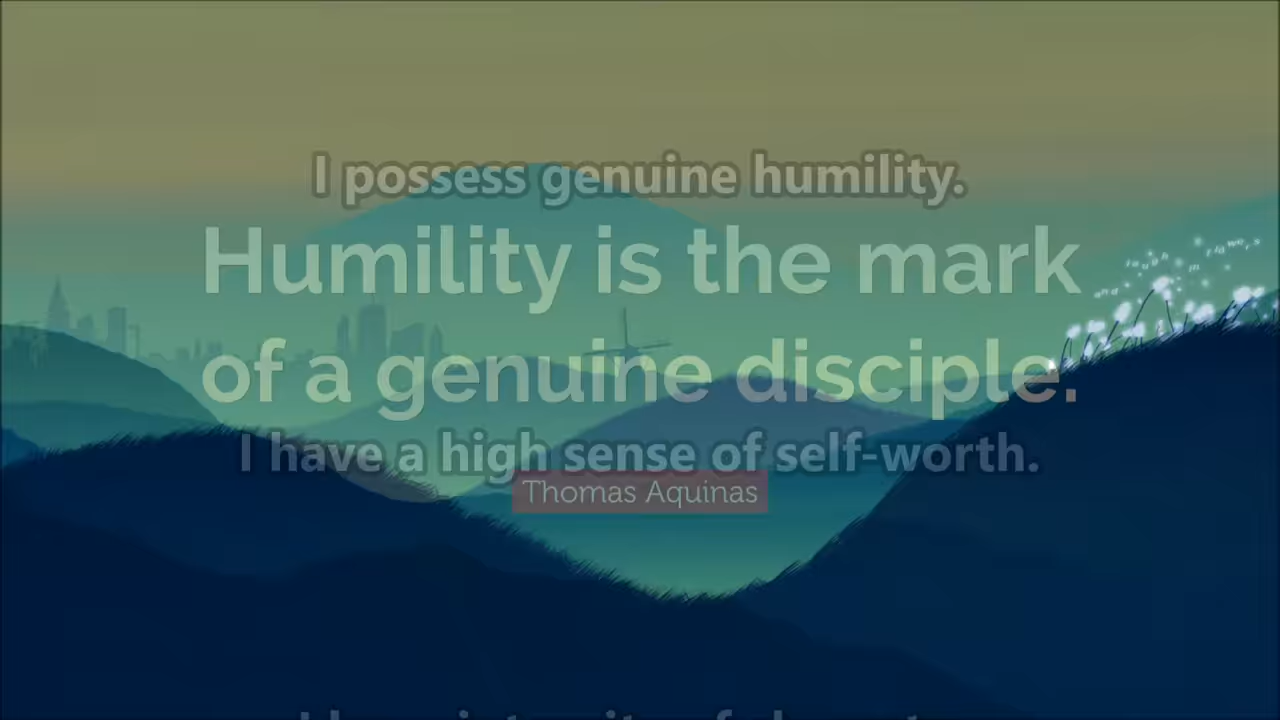 I possess genuine humility.
Humility is the mark
of a genuine disciple.
I have a high sense of self-worth.
Thomas Aquinas